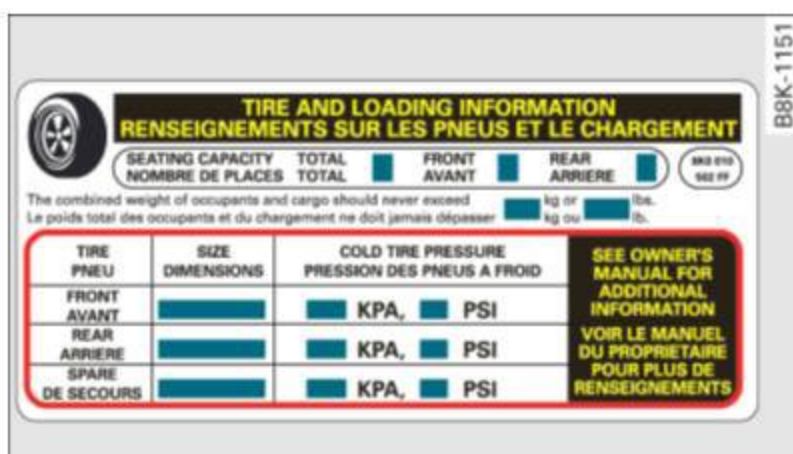 B8K-1151
TIRE AND LOADING INFORMATION
RENSEIGNEMENTS SUR LES PNEUS ET LE CHARGEMENT
SEATING CAPACITY TOTAL FRONT REAR
NOMBRE DE PLACES TOTAL AVANT ARRIERE
8K0 010
502 FF
The combined weight of occupants and cargo should never exceed kg or lbs.
Le poids total des occupants et du chargement ne doit jamais dépasser kg ou lb.
TIRE
PNEU
SIZE
DIMENSIONS
COLD TIRE PRESSURE
PRESSION DES PNEUS A FROID
SEE OWNER'S
MANUAL FOR
ADDITIONAL
INFORMATION
VOIR LE MANUEL
DU PROPRIETAIRE
POUR PLUS DE
RENSEIGNEMENTS
FRONT
AVANT
KPA, PSI
REAR
ARRIERE
KPA, PSI
SPARE
DE SECOURS
KPA, PSI